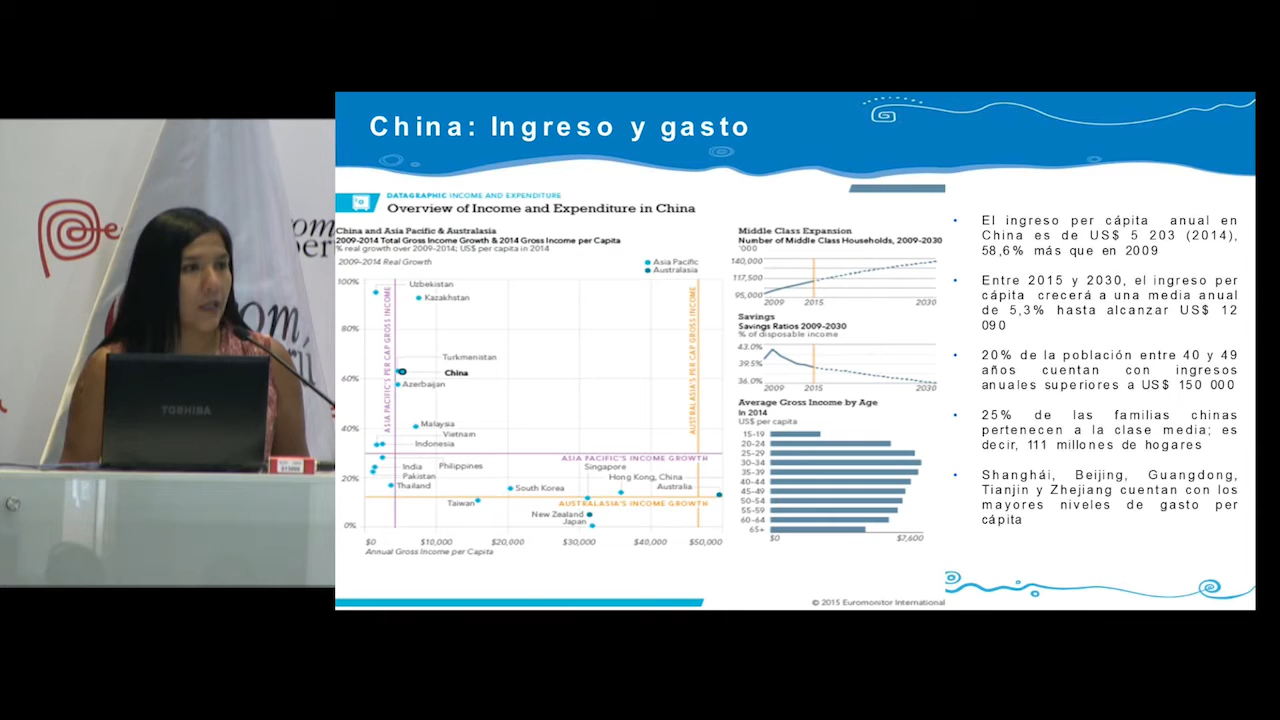 China: Ingreso y gasto
DATAGRAPHIC INCOME AND EXPENDITURE
Overview of Income and Expenditure in China
China and Asia Pacific & Australasia
2009-2014 Total Gross Income Growth & 2014 Gross Income per Capita
% real growth over 2009-2014; US$ per capita in 2014
2009-2014 Real Growth
Asia Pacific
Australasia
100%
80%
60%
40%
20%
0%
Uzbekistan
Kazakhstan
Turkmenistan
China
Azerbaijan
Malaysia
Vietnam
Indonesia
India
Philippines
Pakistan
Thailand
Taiwan
South Korea
Singapore
Hong Kong, China
Australia
New Zealand
Japan
ASIA PACIFIC'S PER CAP GROSS INCOME
AUSTRALASIA'S PER CAP GROSS INCOME
ASIA PACIFIC'S INCOME GROWTH
AUSTRALASIA'S INCOME GROWTH
$0 $10,000 $20,000 $30,000 $40,000 $50,000
Annual Gross Income per Capita
Middle Class Expansion
Number of Middle Class Households, 2009-2030
'000
140,000
117,500
95,000
2009 2015 2030
Savings
Savings Ratios 2009-2030
% of disposable income
43.0%
39.5%
36.0%
2009 2015 2030
Average Gross Income by Age
In 2014
US$ per capita
15-19
20-24
25-29
30-34
35-39
40-44
45-49
50-54
55-59
60-64
65+
$0 $7,600
© 2015 Euromonitor International
• El ingreso per cápita anual en
China es de US$ 5 203 (2014),
58,6% más que en 2009
• Entre 2015 y 2030, el ingreso per
cápita crecerá a una media anual
de 5,3% hasta alcanzar US$ 12
090
• 20% de la población entre 40 y 49
años cuentan con ingresos
anuales superiores a US$ 150 000
• 25% de las familias chinas
pertenecen a la clase media; es
decir, 111 millones de hogares.
• Shanghái, Beijing, Guangdong,
Tianjin y Zhejiang cuentan con los
mayores niveles de gasto per
cápita
TOSHIBA